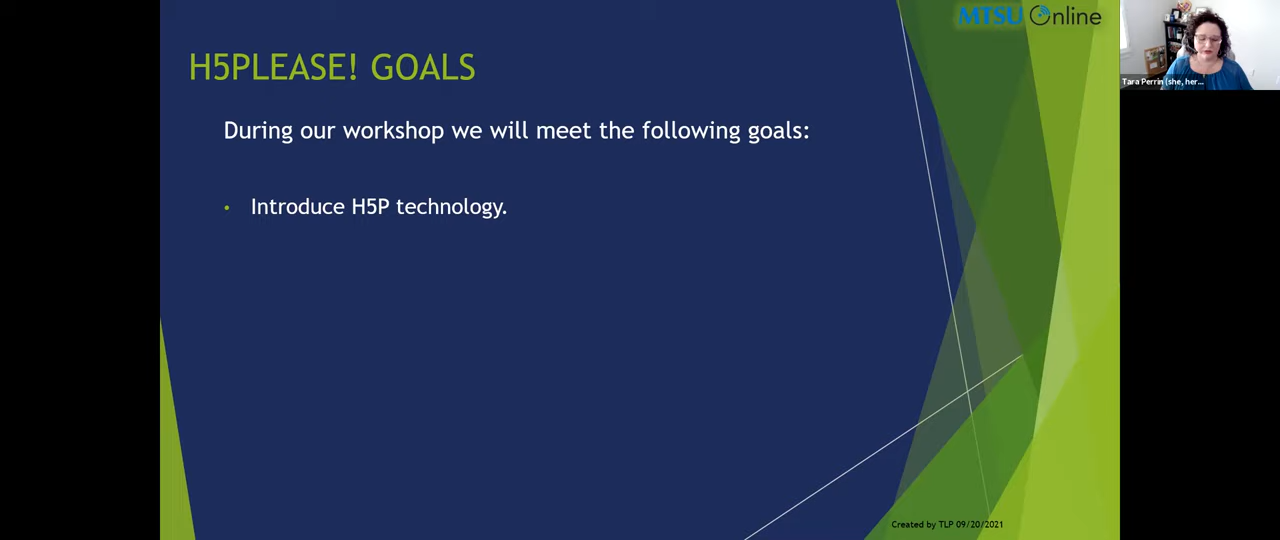 MTSU Online
H5PLEASE! GOALS
Tara Perrin (she, her...
During our workshop we will meet the following goals:
• Introduce H5P technology.
Created by TLP 09/20/2021